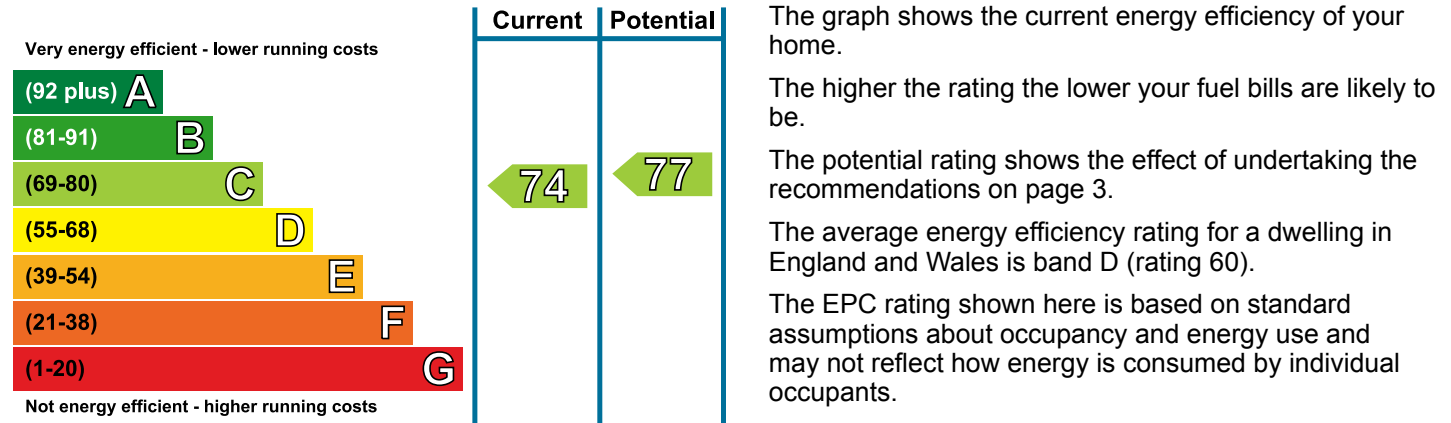 Current Potential
Very energy efficient - lower running costs
(92 plus) A
(81-91) B
(69-80) C
(55-68) D
(39-54) E
(21-38) F
(1-20) G
Not energy efficient - higher running costs
74 77
The graph shows the current energy efficiency of your
home.
The higher the rating the lower your fuel bills are likely to
be.
The potential rating shows the effect of undertaking the
recommendations on page 3.
The average energy efficiency rating for a dwelling in
England and Wales is band D (rating 60).
The EPC rating shown here is based on standard
assumptions about occupancy and energy use and
may not reflect how energy is consumed by individual
occupants.